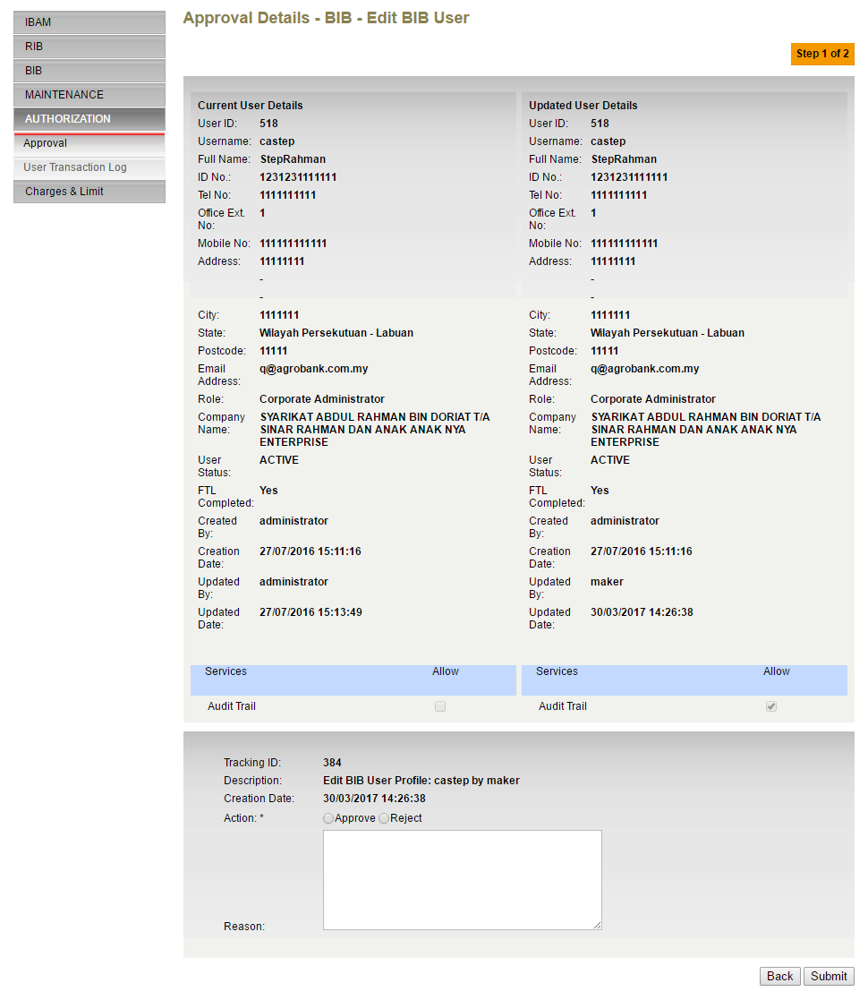 IBAM
RIB
BIB
MAINTENANCE
AUTHORIZATION
Approval
User Transaction Log
Charges & Limit
Approval Details - BIB - Edit BIB User
Step 1 of 2
Current User Details
User ID: 518
Username: castep
Full Name: StepRahman
ID No.: 1231231111111
Tel No: 1111111111
Office Ext. 1
No:
Mobile No: 111111111111
Address: 11111111
-
-
City: 1111111
State: Wilayah Persekutuan - Labuan
Postcode: 11111
Email q@agrobank.com.my
Address:
Role: Corporate Administrator
Company SYARIKAT ABDUL RAHMAN BIN DORIAT T/A
Name: SINAR RAHMAN DAN ANAK ANAK NYA
ENTERPRISE
User ACTIVE
Status:
FTL Yes
Completed:
Created administrator
By:
Creation 27/07/2016 15:11:16
Date:
Updated administrator
By:
Updated 27/07/2016 15:13:49
Date:
Services Allow
Audit Trail
Updated User Details
User ID: 518
Username: castep
Full Name: StepRahman
ID No.: 1231231111111
Tel No: 1111111111
Office Ext. 1
No:
Mobile No: 111111111111
Address: 11111111
-
-
City: 1111111
State: Wilayah Persekutuan - Labuan
Postcode: 11111
Email q@agrobank.com.my
Address:
Role: Corporate Administrator
Company SYARIKAT ABDUL RAHMAN BIN DORIAT T/A
Name: SINAR RAHMAN DAN ANAK ANAK NYA
ENTERPRISE
User ACTIVE
Status:
FTL Yes
Completed:
Created administrator
By:
Creation 27/07/2016 15:11:16
Date:
Updated maker
By:
Updated 30/03/2017 14:26:38
Date:
Services Allow
Audit Trail
Tracking ID: 384
Description: Edit BIB User Profile: castep by maker
Creation Date: 30/03/2017 14:26:38
Action: * Approve Reject
Reason:
Back Submit